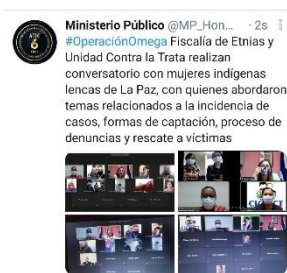 Ministerio Público @MP_Hon... · 2s
#OperaciónOmega Fiscalía de Etnias y
Unidad Contra la Trata realizan
conversatorio con mujeres indígenas
lencas de La Paz, con quienes abordaron
temas relacionados a la incidencia de
casos, formas de captación, proceso de
denuncias y rescate a víctimas
ATIC
6